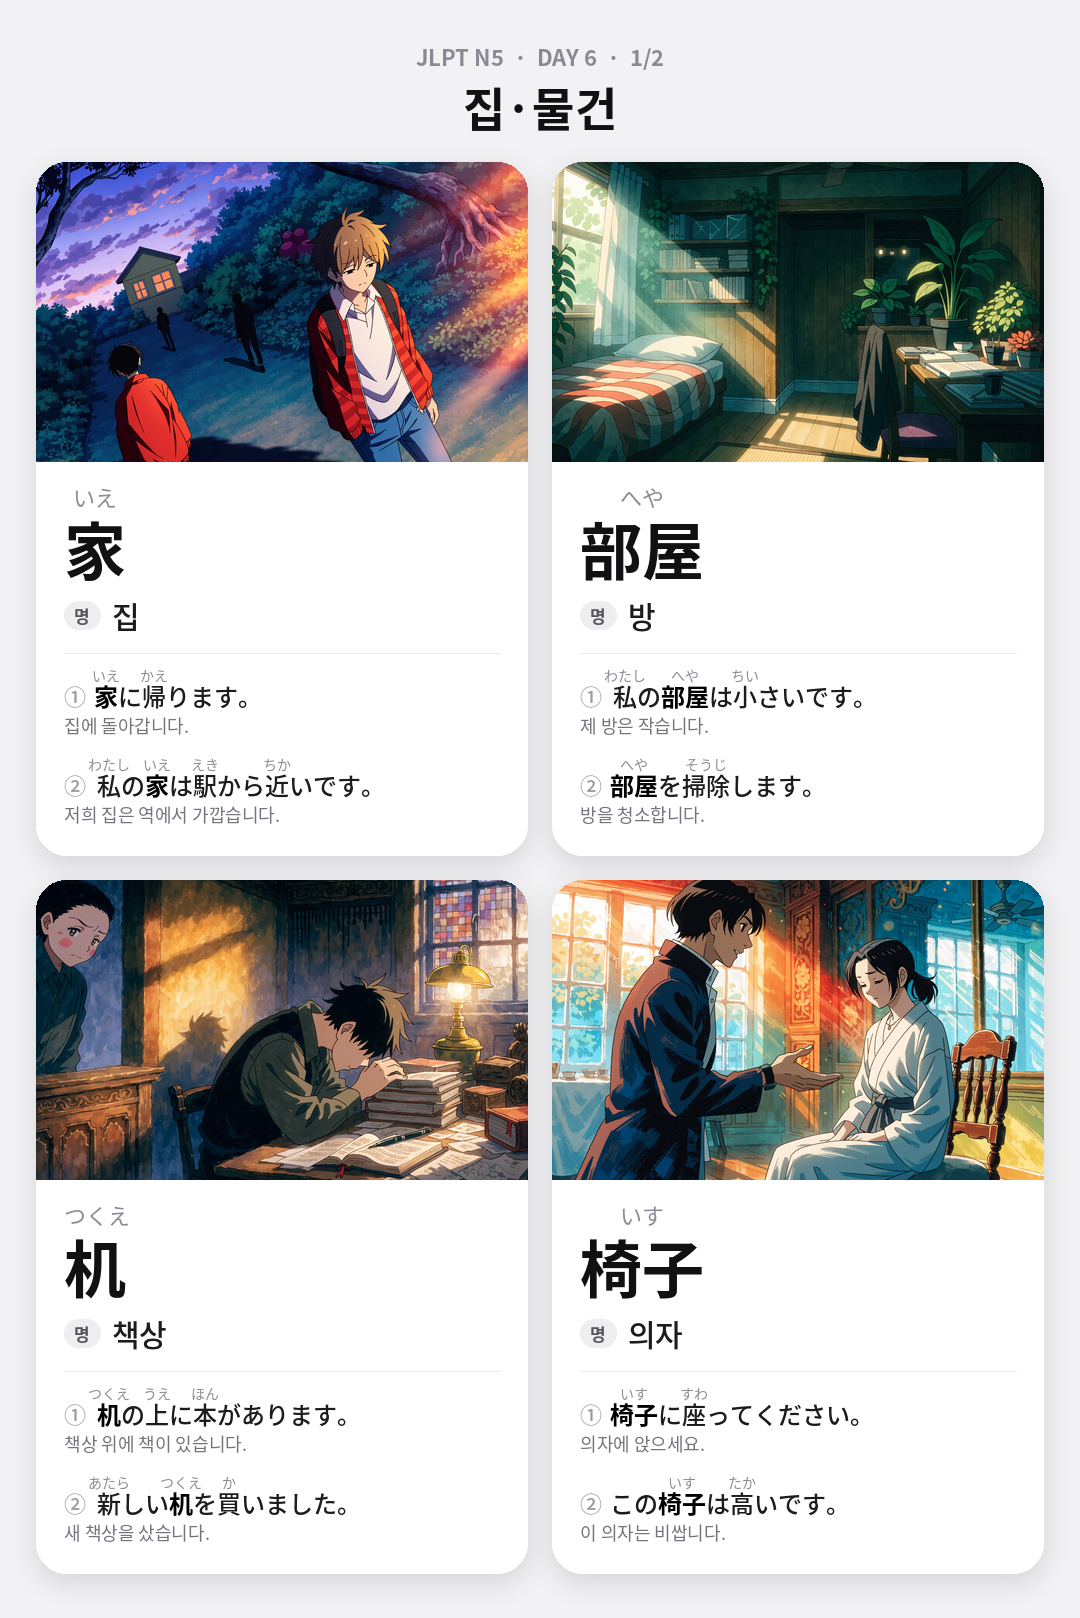 JLPT N5 · DAY 6 · 1/2
집·물건
いえ
家
명 집
いえ かえ
① 家に帰ります。
집에 돌아갑니다.
わたし いえ えき ちか
② 私の家は駅から近いです。
저희 집은 역에서 가깝습니다.
へや
部屋
명 방
わたし へや ちい
① 私の部屋は小さいです。
제 방은 작습니다.
へや そうじ
② 部屋を掃除します。
방을 청소합니다.
つくえ
机
명 책상
つくえ うえ ほん
① 机の上に本があります。
책상 위에 책이 있습니다.
あたら つくえ か
② 新しい机を買いました。
새 책상을 샀습니다.
いす
椅子
명 의자
いす すわ
① 椅子に座ってください。
의자에 앉으세요.
いす たか
② この椅子は高いです。
이 의자는 비쌉니다.